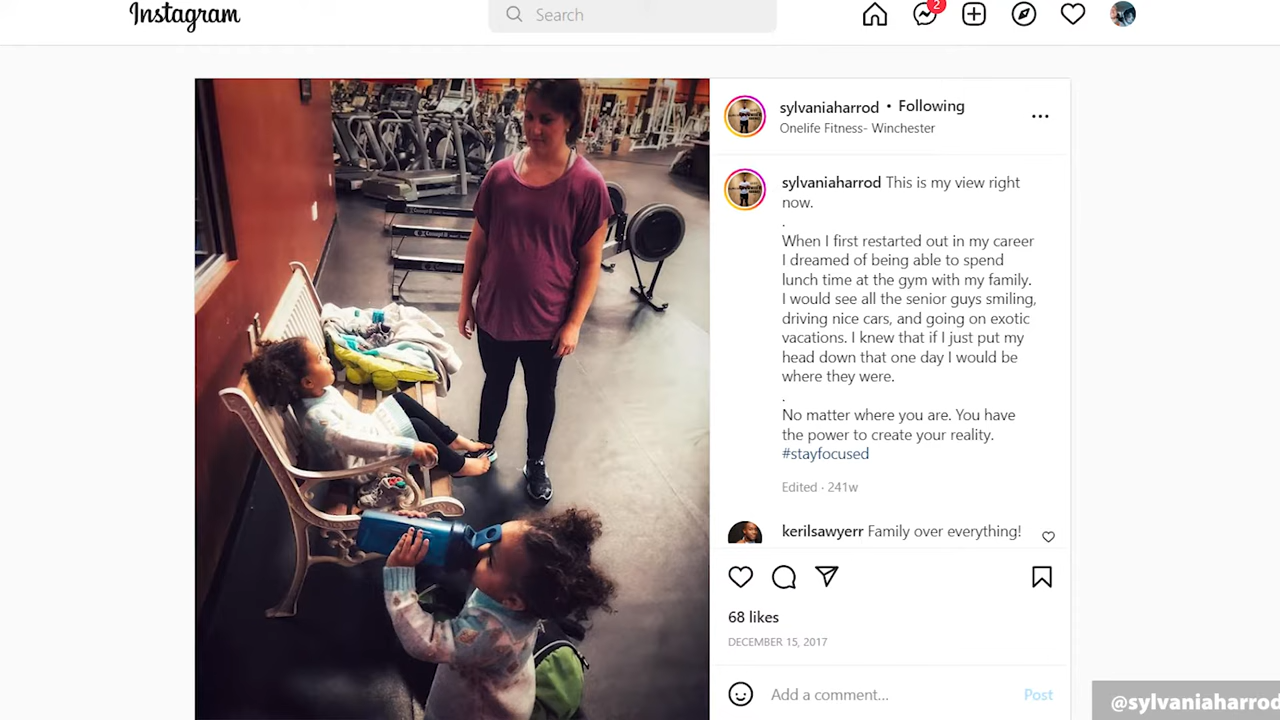 Instagram
Search
2
sylvaniaharrod • Following
Onelife Fitness- Winchester
sylvaniaharrod This is my view right
now.
.
When I first restarted out in my career
I dreamed of being able to spend
lunch time at the gym with my family.
I would see all the senior guys smiling,
driving nice cars, and going on exotic
vacations. I knew that if I just put my
head down that one day I would be
where they were.
.
No matter where you are. You have
the power to create your reality.
#stayfocused
Edited · 241w
kerilsawyerr Family over everything!
68 likes
DECEMBER 15, 2017
Add a comment...
Post
@sylvaniaharrod